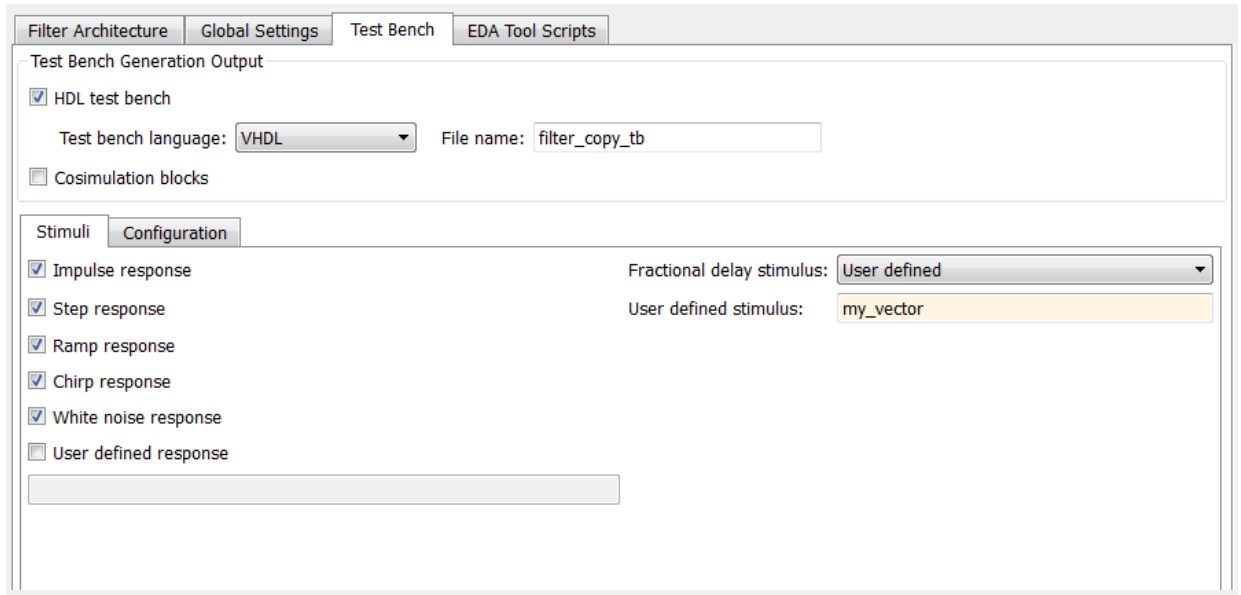 Filter Architecture Global Settings Test Bench EDA Tool Scripts
Test Bench Generation Output
HDL test bench
Test bench language: VHDL File name: filter_copy_tb
Cosimulation blocks
Stimuli Configuration
Impulse response Fractional delay stimulus: User defined
Step response User defined stimulus: my_vector
Ramp response
Chirp response
White noise response
User defined response